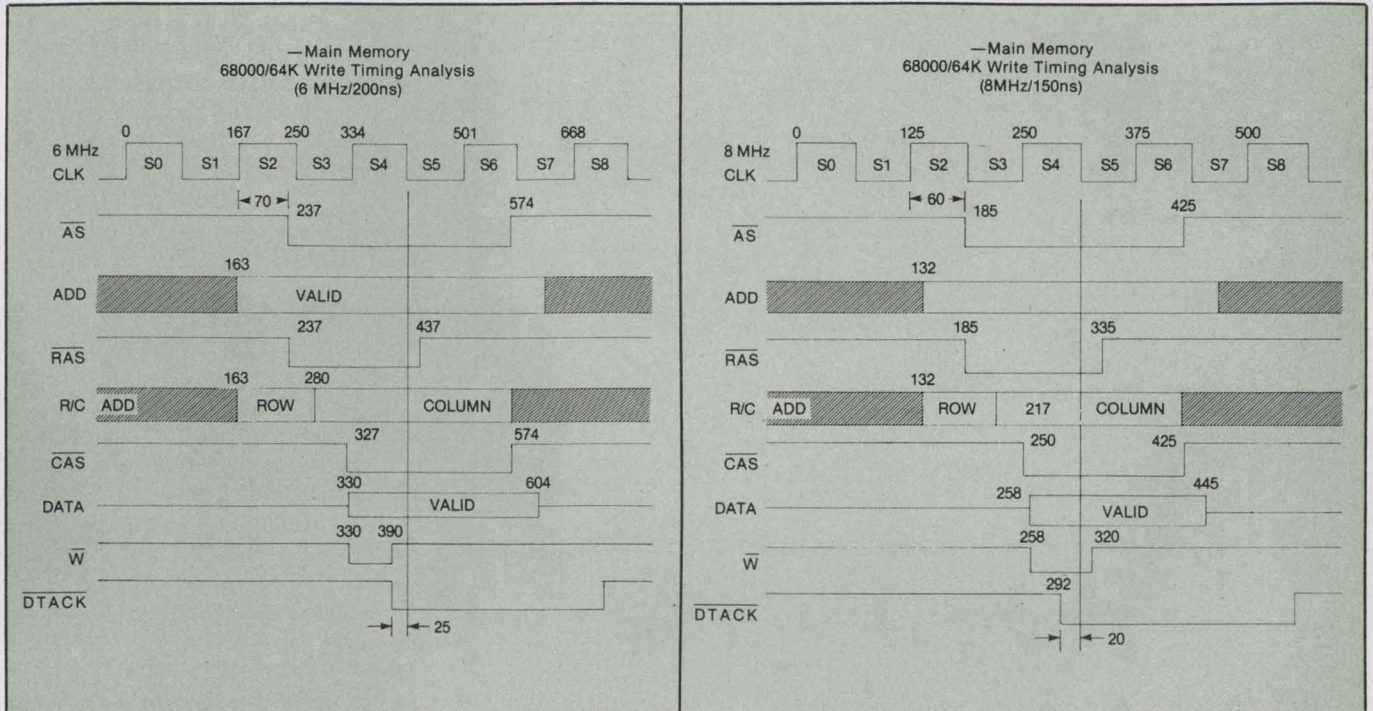 —Main Memory
68000/64K Write Timing Analysis
(6 MHz/200ns)
0 167 250 334 501 668
6 MHz
CLK
S0 S1 S2 S3 S4 S5 S6 S7 S8
70
237 574
AS
163
ADD VALID
237 437
RAS
163 280
R/C ADD ROW COLUMN
327 574
CAS
330 604
DATA VALID
330 390
W
DTACK
25
—Main Memory
68000/64K Write Timing Analysis
(8MHz/150ns)
0 125 250 375 500
8 MHz
CLK
S0 S1 S2 S3 S4 S5 S6 S7 S8
60
185 425
AS
132
ADD
185 335
RAS
132
R/C ADD ROW 217 COLUMN
250 425
CAS
258 445
DATA VALID
258 320
W
292
DTACK
20